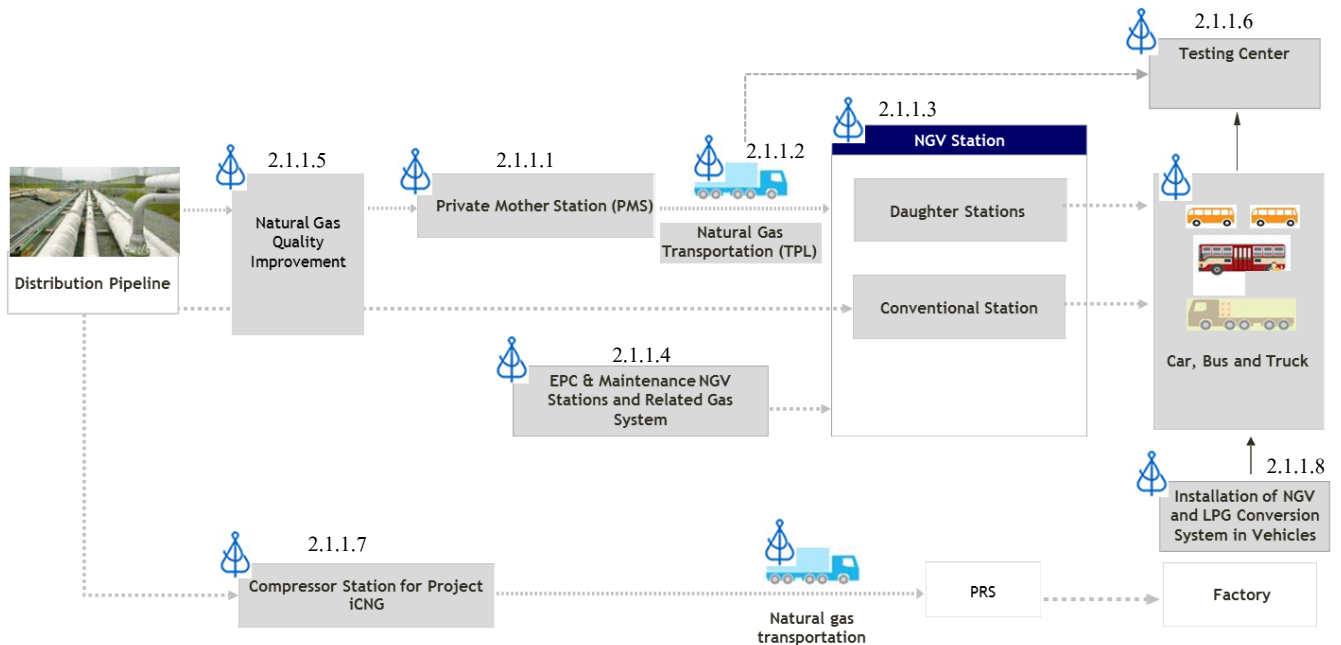 2.1.1.6
Testing Center
2.1.1.3
NGV Station
2.1.1.5
2.1.1.1
2.1.1.2
Natural Gas
Quality
Improvement
Private Mother Station (PMS)
Natural Gas
Transportation (TPL)
Daughter Stations
Distribution Pipeline
Conventional Station
Car, Bus and Truck
2.1.1.4
EPC & Maintenance NGV
Stations and Related Gas
System
2.1.1.8
Installation of NGV
and LPG Conversion
System in Vehicles
2.1.1.7
Compressor Station for Project
iCNG
Natural gas
transportation
PRS
Factory